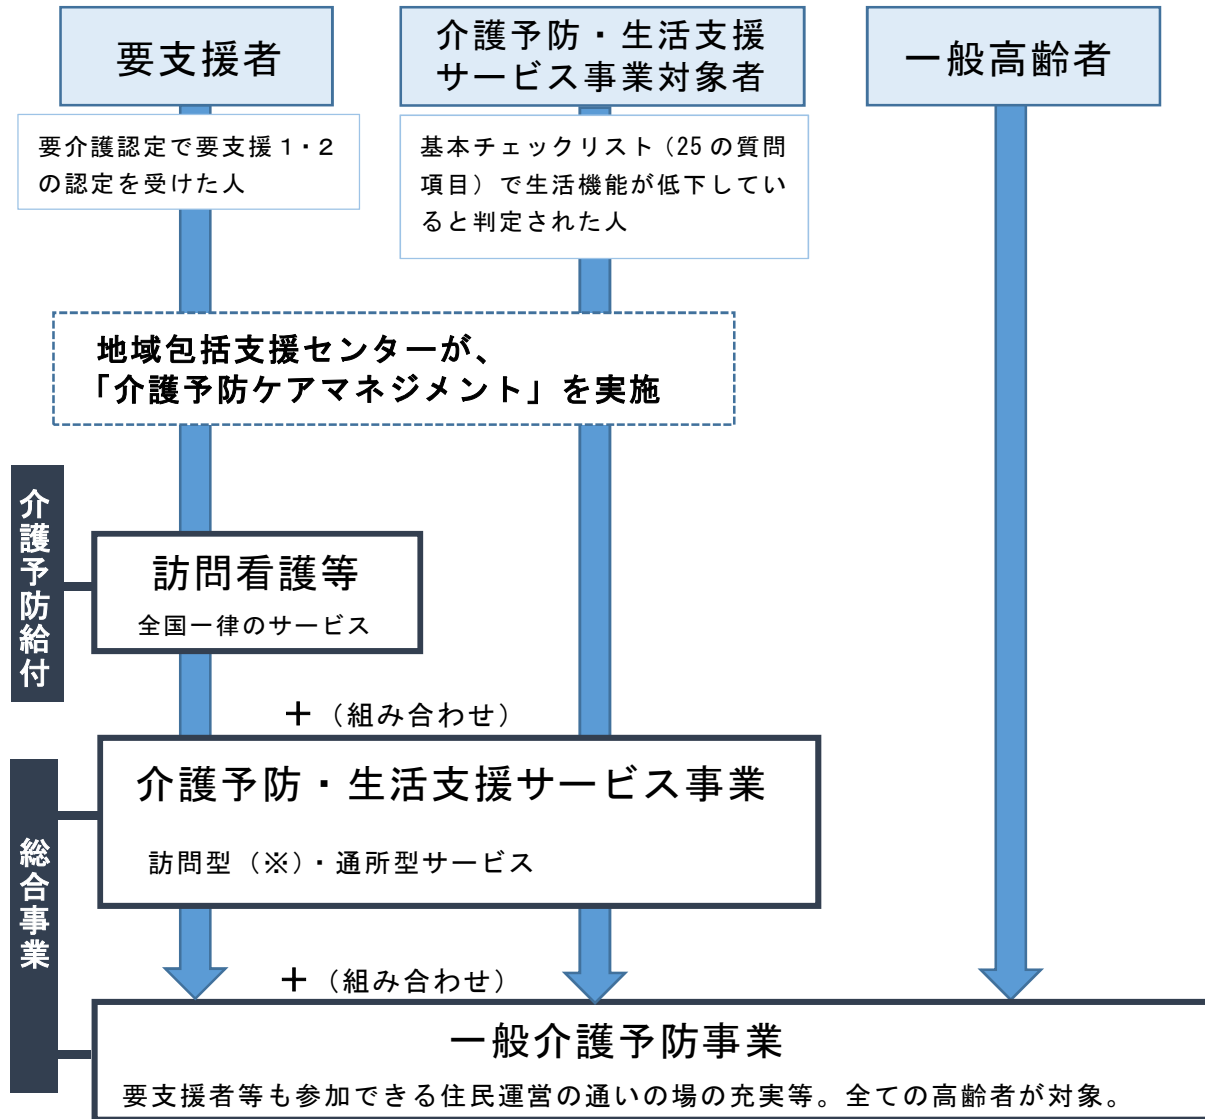 要支援者
介護予防・生活支援
サービス事業対象者
一般高齢者
要介護認定で要支援1・2
の認定を受けた人
基本チェックリスト（25の質問
項目）で生活機能が低下してい
ると判定された人
地域包括支援センターが、
「介護予防ケアマネジメント」を実施
介護予防給付
訪問看護等
全国一律のサービス
＋（組み合わせ）
総合事業
介護予防・生活支援サービス事業
訪問型（※）・通所型サービス
＋（組み合わせ）
一般介護予防事業
要支援者等も参加できる住民運営の通いの場の充実等。全ての高齢者が対象。